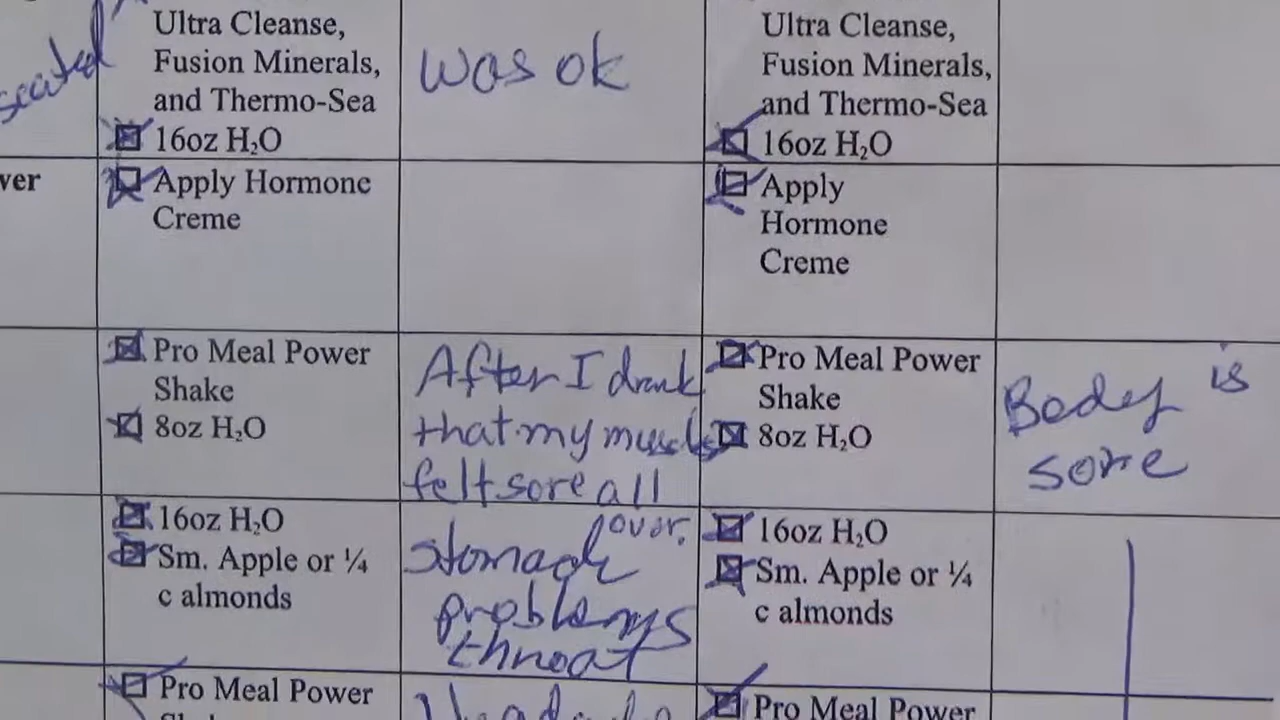 Ultra Cleanse,
Fusion Minerals,
and Thermo-Sea
16oz H₂O
was ok
Ultra Cleanse,
Fusion Minerals,
and Thermo-Sea
16oz H₂O
ver
Apply Hormone
Creme
Apply
Hormone
Creme
Pro Meal Power
Shake
8oz H₂O
After I drank
that my muscles
felt sore all
over.
Pro Meal Power
Shake
8oz H₂O
Body is
sore
16oz H₂O
Sm. Apple or ¼
c almonds
stomach
problems
throat
16oz H₂O
Sm. Apple or ¼
c almonds
Pro Meal Power
Pro Meal Power